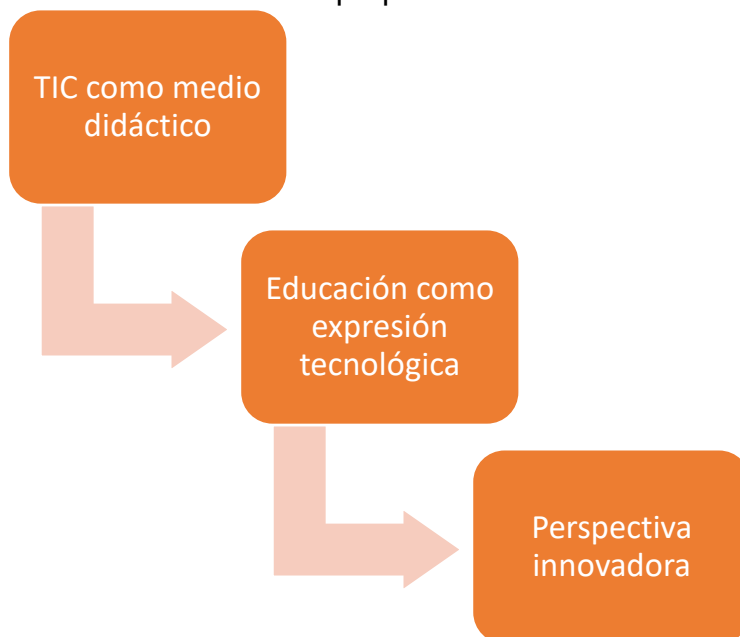 TIC como medio
didáctico
Educación como
expresión
tecnológica
Perspectiva
innovadora